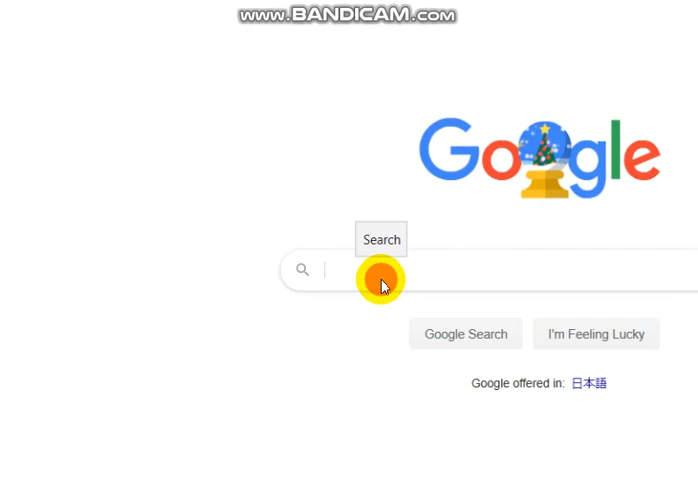 www.BANDICAM.com
Google
Search
Google Search
I'm Feeling Lucky
Google offered in: 日本語